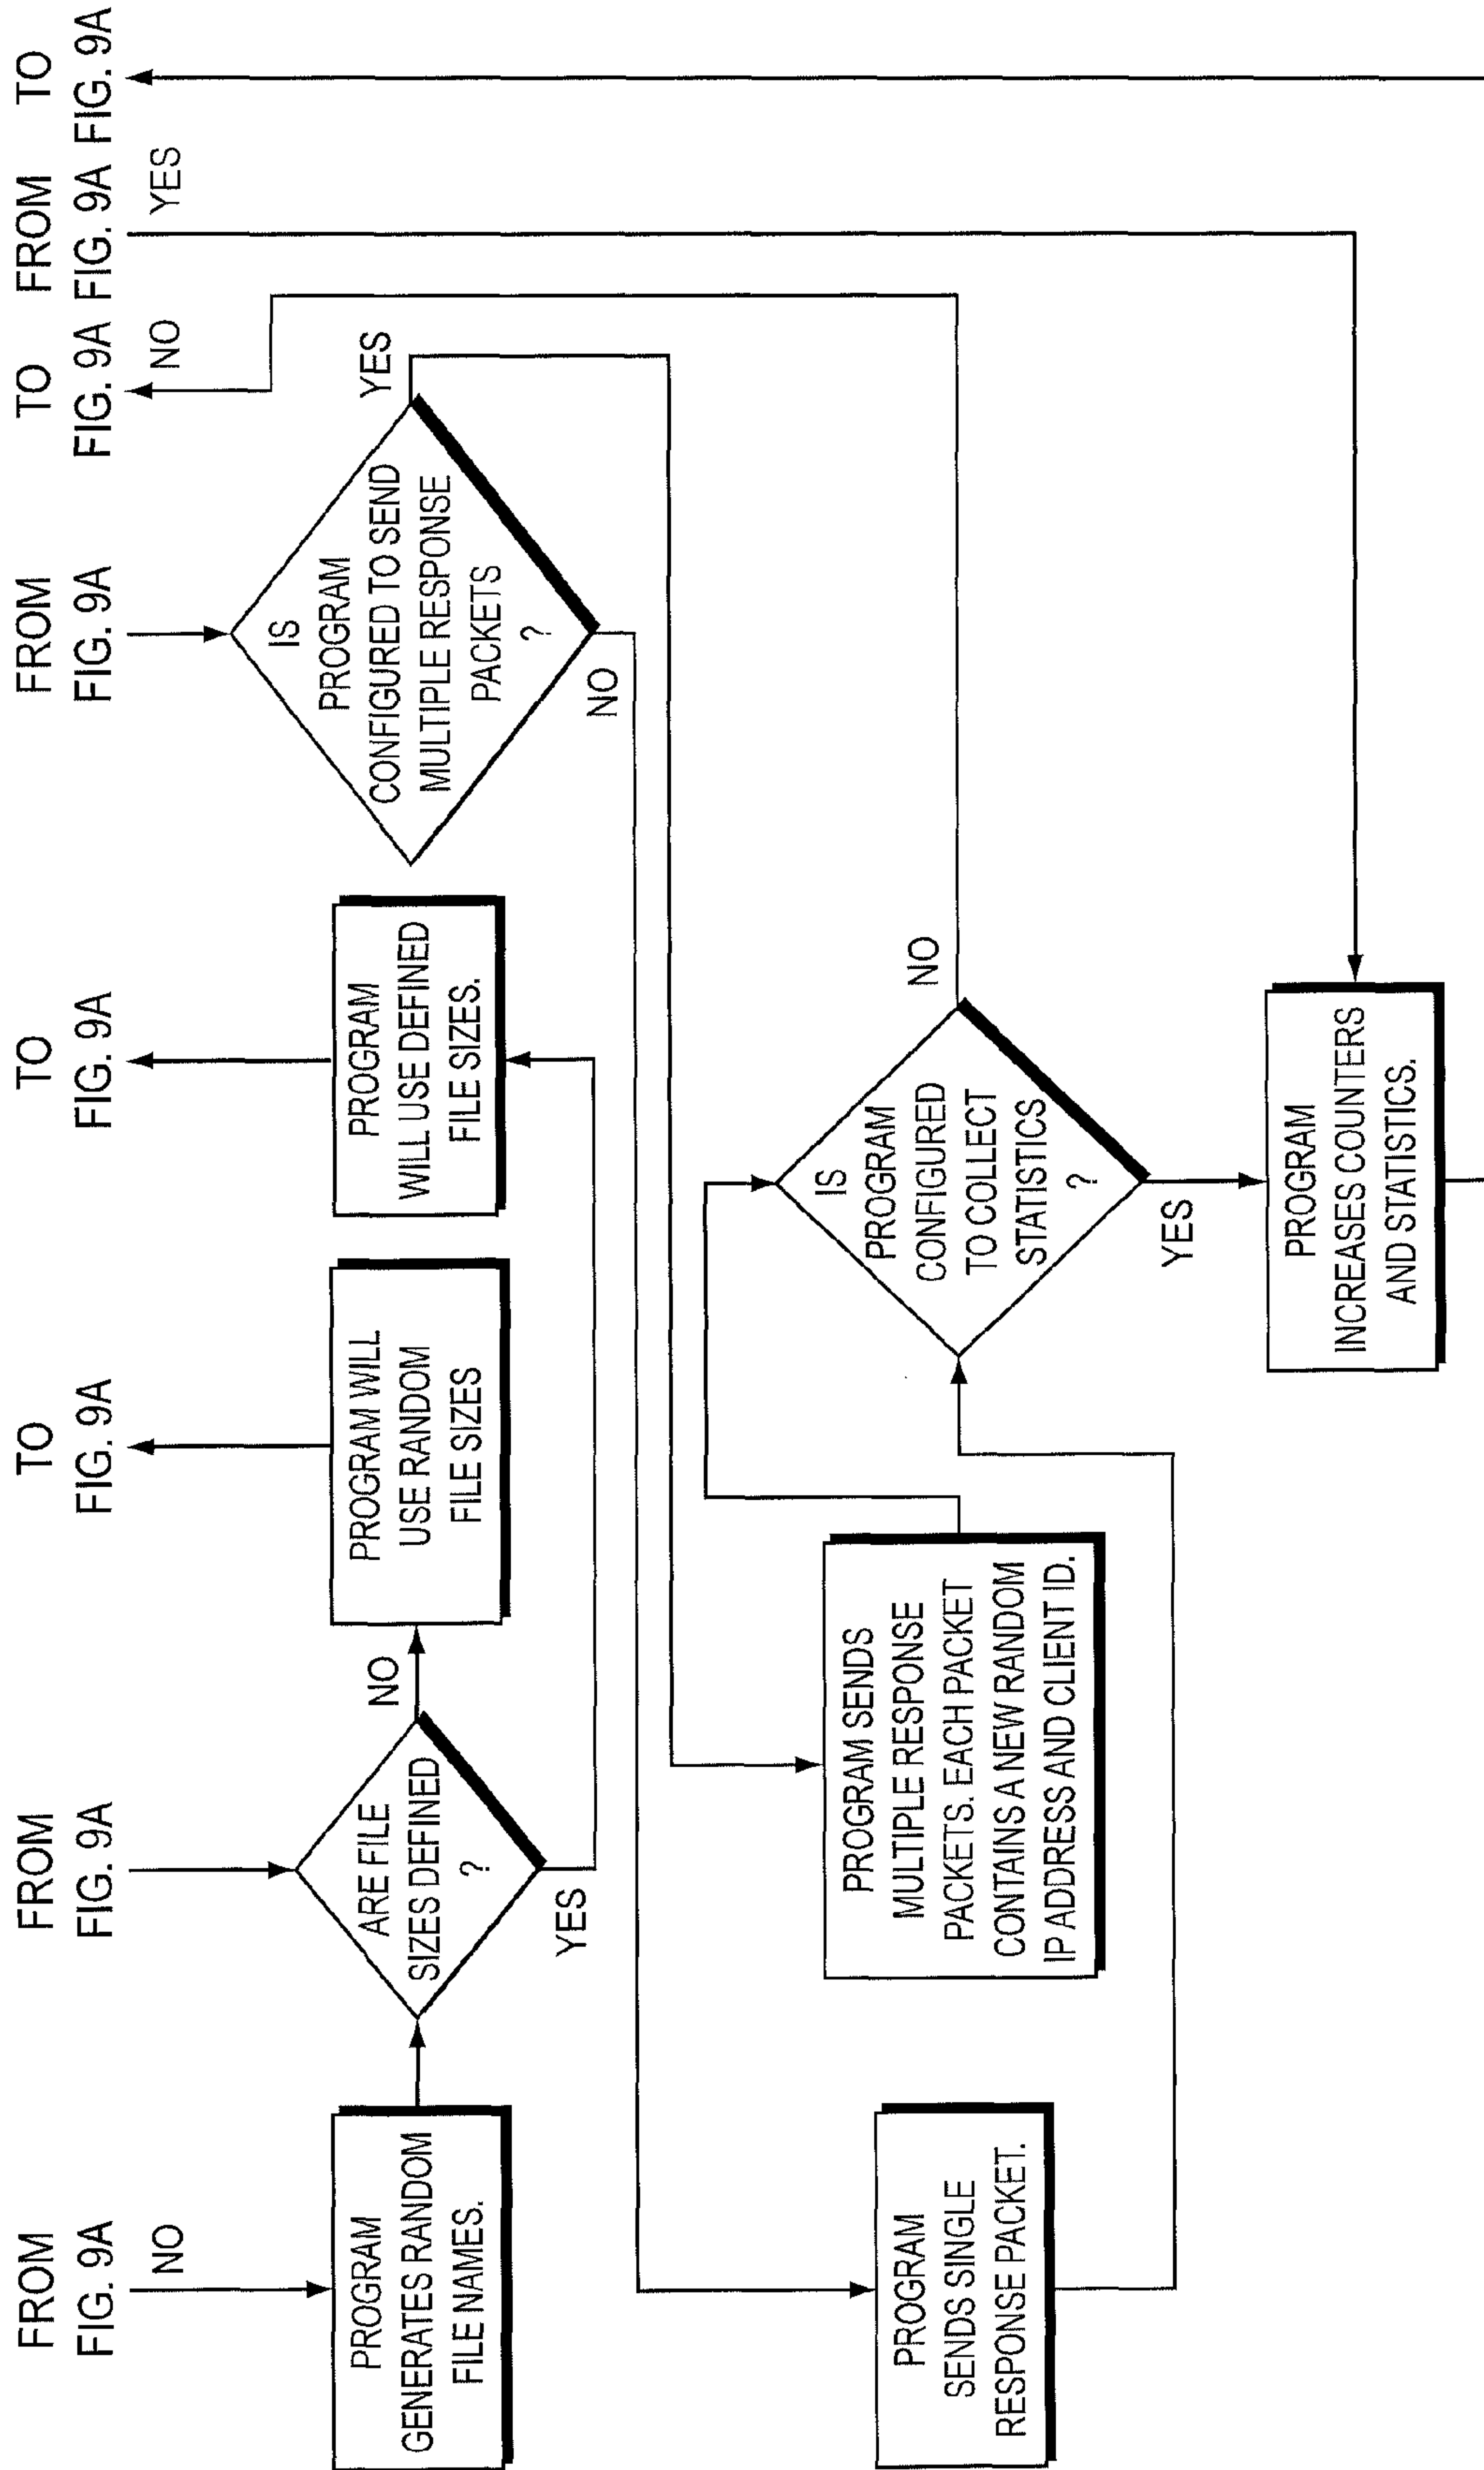 FROM
FIG. 9A
NO
FROM
FIG. 9A
TO
FIG. 9A
TO
FIG. 9A
FROM
FIG. 9A
TO
FIG. 9A
NO
FROM
FIG. 9A
YES
TO
FIG. 9A
PROGRAM
GENERATES RANDOM
FILE NAMES.
ARE FILE
SIZES DEFINED
?
NO
YES
PROGRAM WILL
USE RANDOM
FILE SIZES
PROGRAM
WILL USE DEFINED
FILE SIZES.
IS
PROGRAM
CONFIGURED TO SEND
MULTIPLE RESPONSE
PACKETS
?
YES
NO
PROGRAM
SENDS SINGLE
RESPONSE PACKET.
PROGRAM SENDS
MULTIPLE RESPONSE
PACKETS. EACH PACKET
CONTAINS A NEW RANDOM
IP ADDRESS AND CLIENT ID.
IS
PROGRAM
CONFIGURED
TO COLLECT
STATISTICS
?
NO
YES
PROGRAM
INCREASES COUNTERS
AND STATISTICS.